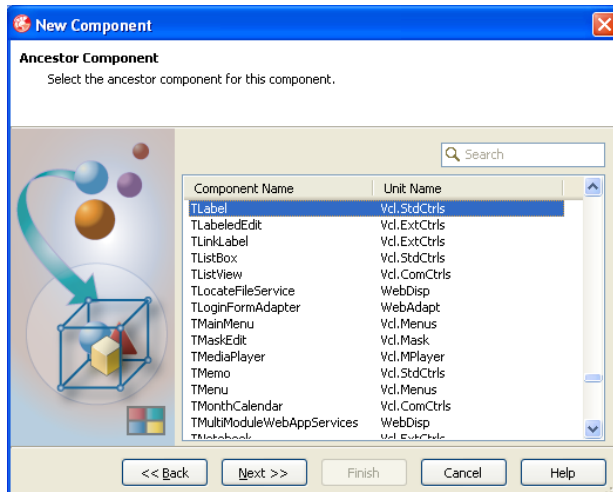 New Component
Ancestor Component
Select the ancestor component for this component.
Search
Component Name Unit Name
TLabel Vcl.StdCtrls
TLabeledEdit Vcl.ExtCtrls
TLinkLabel Vcl.ExtCtrls
TListBox Vcl.StdCtrls
TListView Vcl.ComCtrls
TLocateFileService WebDisp
TLoginFormAdapter WebAdapt
TMainMenu Vcl.Menus
TMaskEdit Vcl.Mask
TMediaPlayer Vcl.MPlayer
TMemo Vcl.StdCtrls
TMenu Vcl.Menus
TMonthCalendar Vcl.ComCtrls
TMultiModuleWebAppServices WebDisp
TNotebook Vcl.ExtCtrls
<< Back Next >> Finish Cancel Help